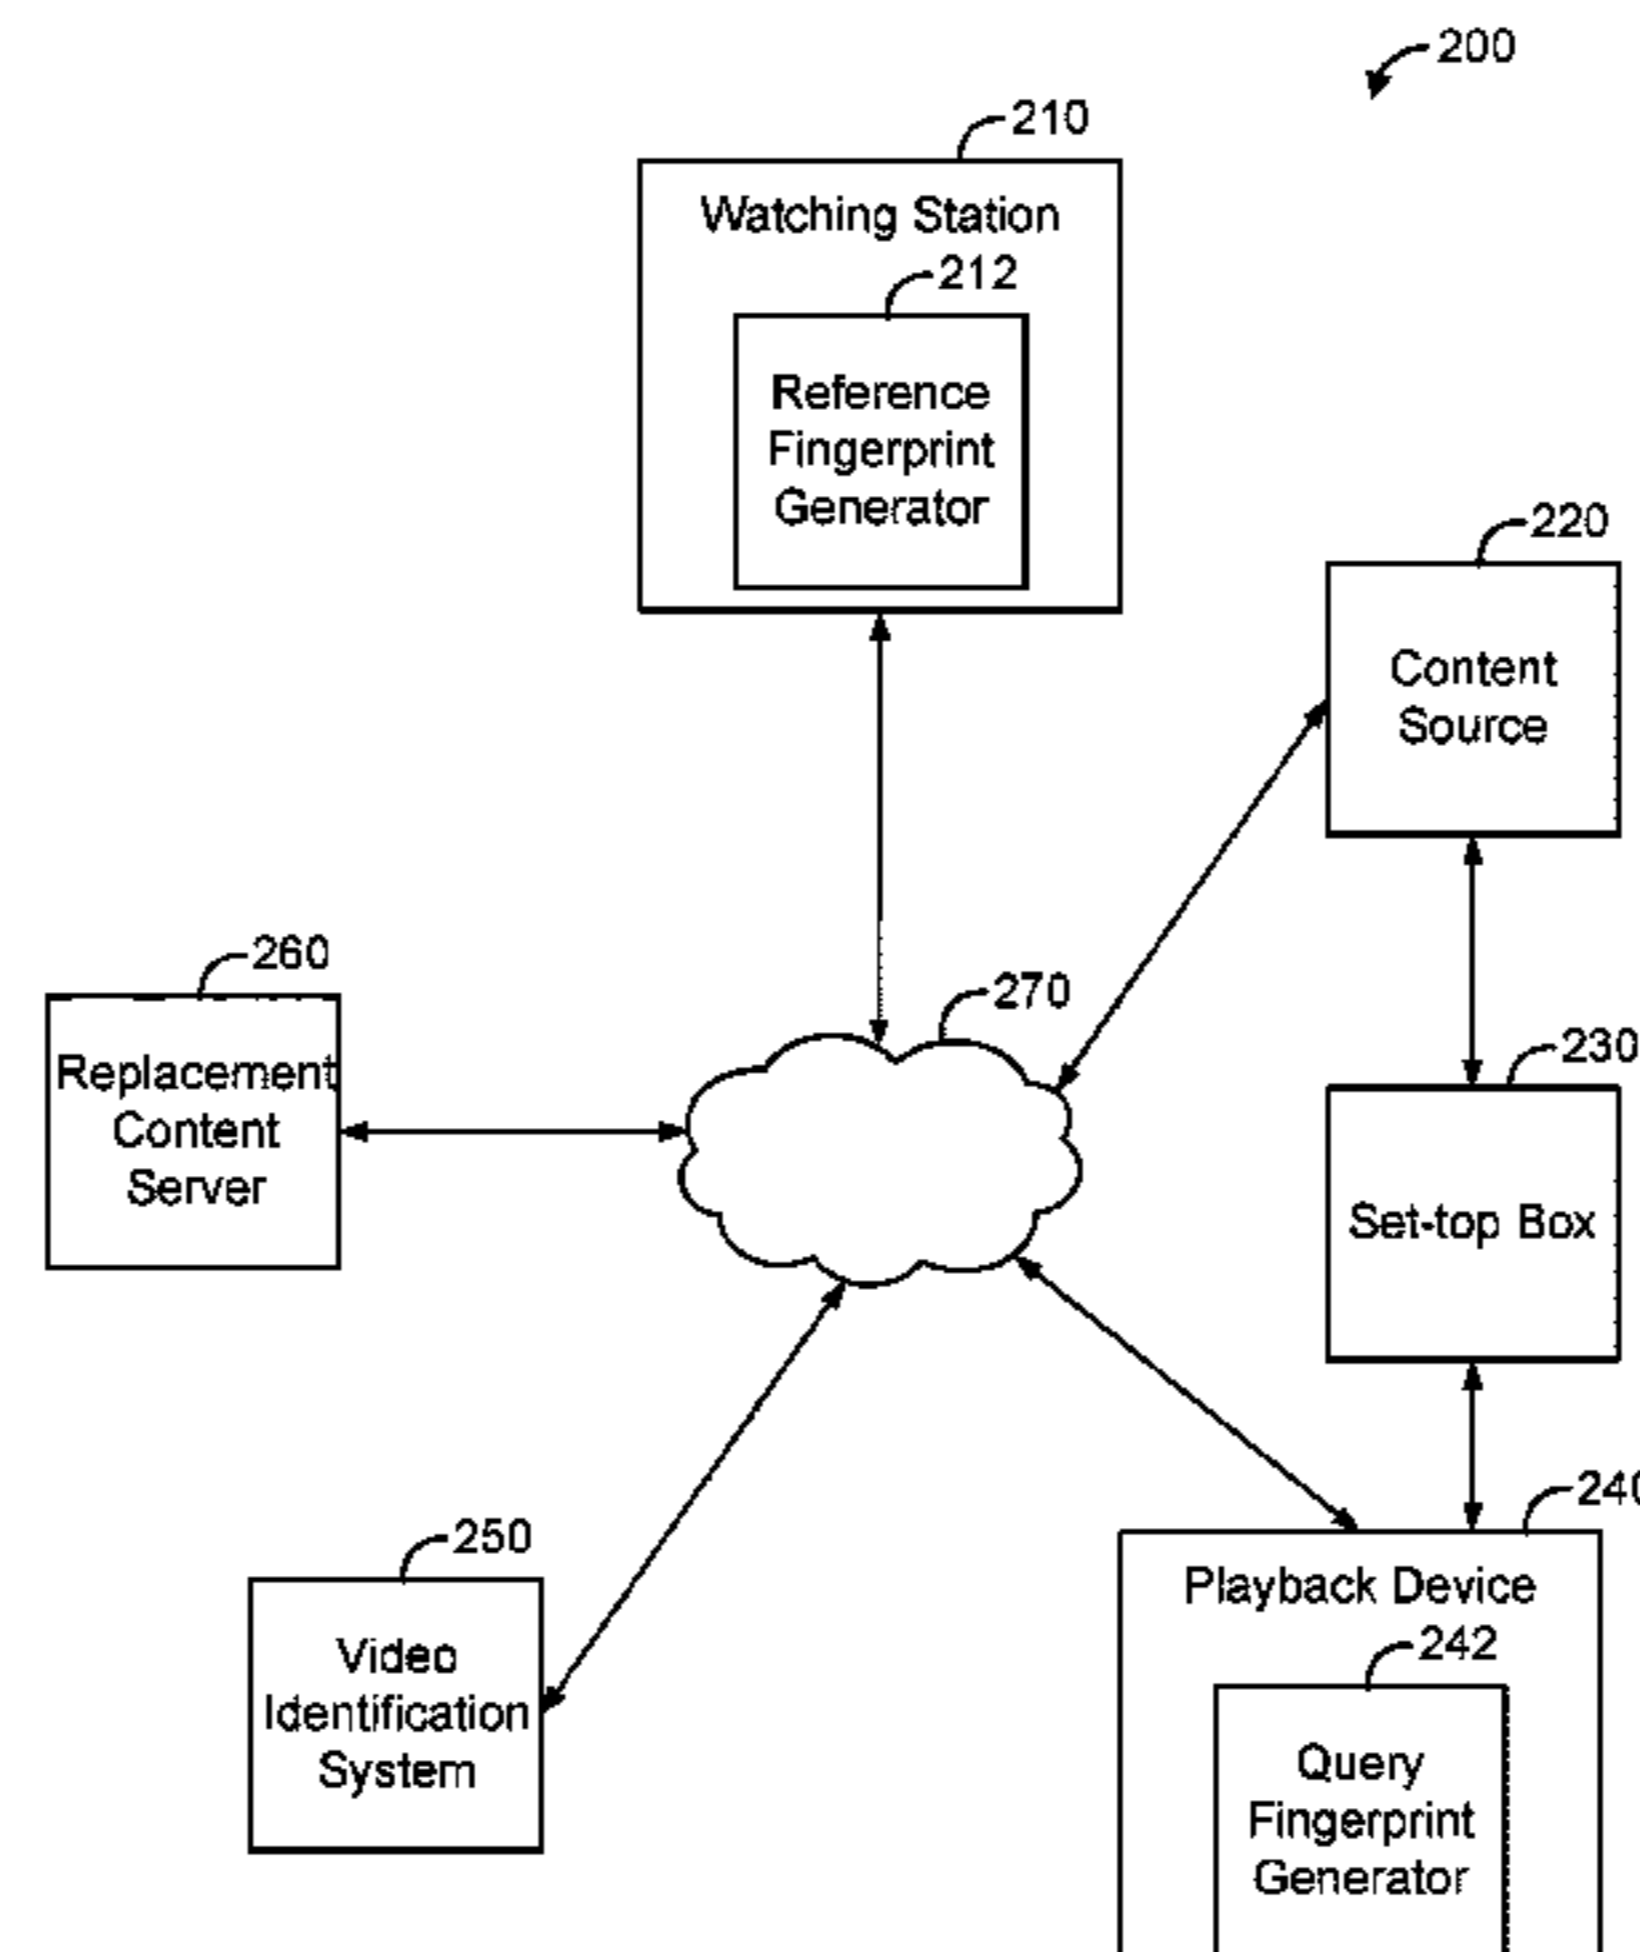 200
210
Watching Station
212
Reference
Fingerprint
Generator
220
Content
Source
260
Replacement
Content
Server
270
230
Set-top Box
240
Playback Device
242
Query
Fingerprint
Generator
250
Video
Identification
System